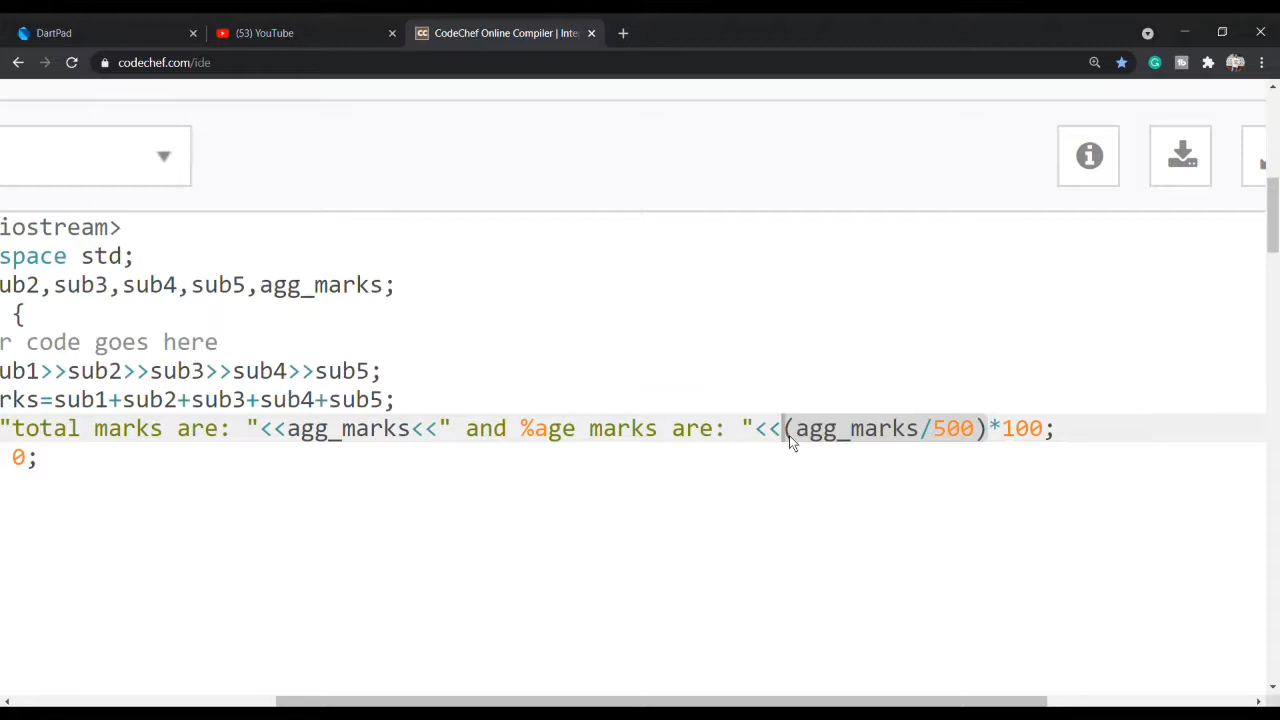 DartPad
(53) YouTube
CodeChef Online Compiler | Inte
codechef.com/ide
iostream>
space std;
ub2,sub3,sub4,sub5,agg_marks;
{
r code goes here
ub1>>sub2>>sub3>>sub4>>sub5;
rks=sub1+sub2+sub3+sub4+sub5;
"total marks are: "<<agg_marks<<" and %age marks are: "<<(agg_marks/500)*100;
0;